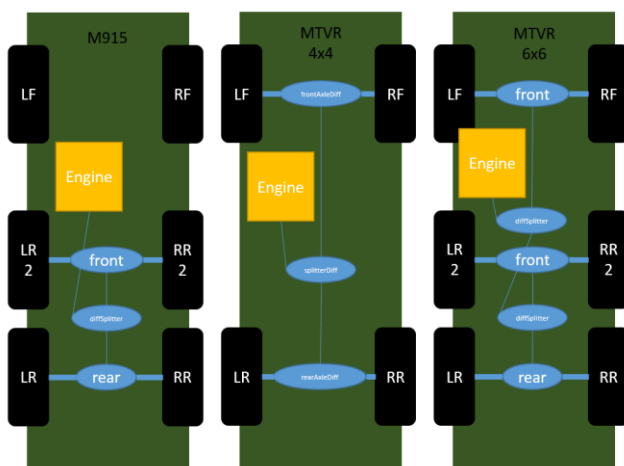 M915
LF
RF
Engine
LR
2
front
RR
2
diffSplitter
LR
rear
RR
MTVR
4x4
LF
frontAxleDiff
RF
Engine
splitterDiff
LR
rearAxleDiff
RR
MTVR
6x6
LF
front
RF
Engine
diffSplitter
LR
2
front
RR
2
diffSplitter
LR
rear
RR